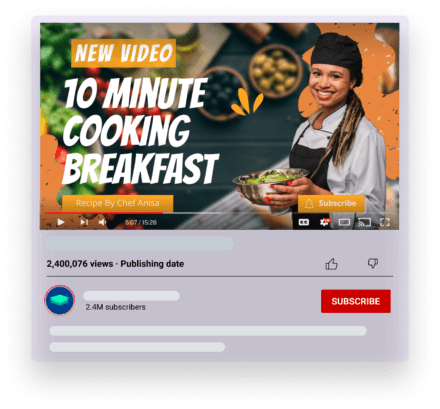 NEW VIDEO
10 MINUTE
COOKING
BREAKFAST
Recipe By Chef Anisa
Subscribe
5:07 / 15:26
CC
2,400,076 views · Publishing date
2.4M subscribers
SUBSCRIBE